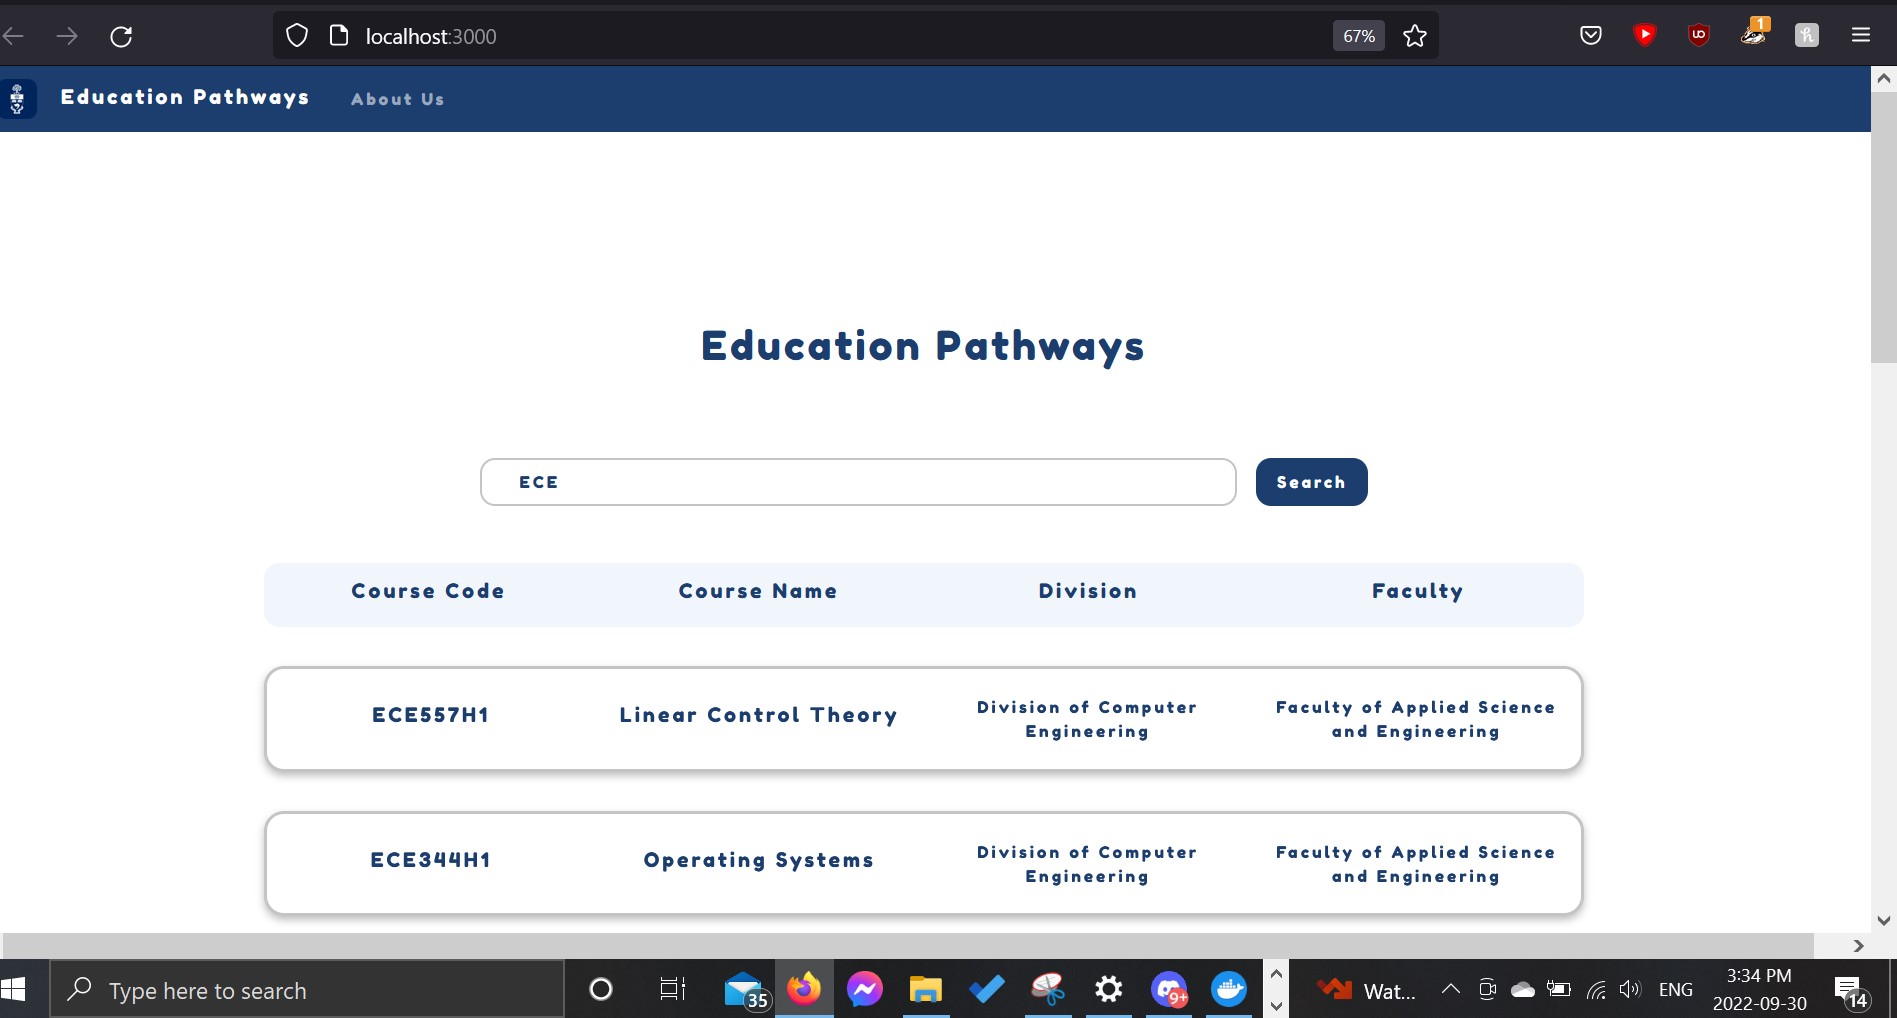 localhost:3000
67%
1
Education Pathways
About Us
Education Pathways
ECE
Search
Course Code
Course Name
Division
Faculty
ECE557H1
Linear Control Theory
Division of Computer
Engineering
Faculty of Applied Science
and Engineering
ECE344H1
Operating Systems
Division of Computer
Engineering
Faculty of Applied Science
and Engineering
Type here to search
35
9+
Wat...
ENG
3:34 PM
2022-09-30
14